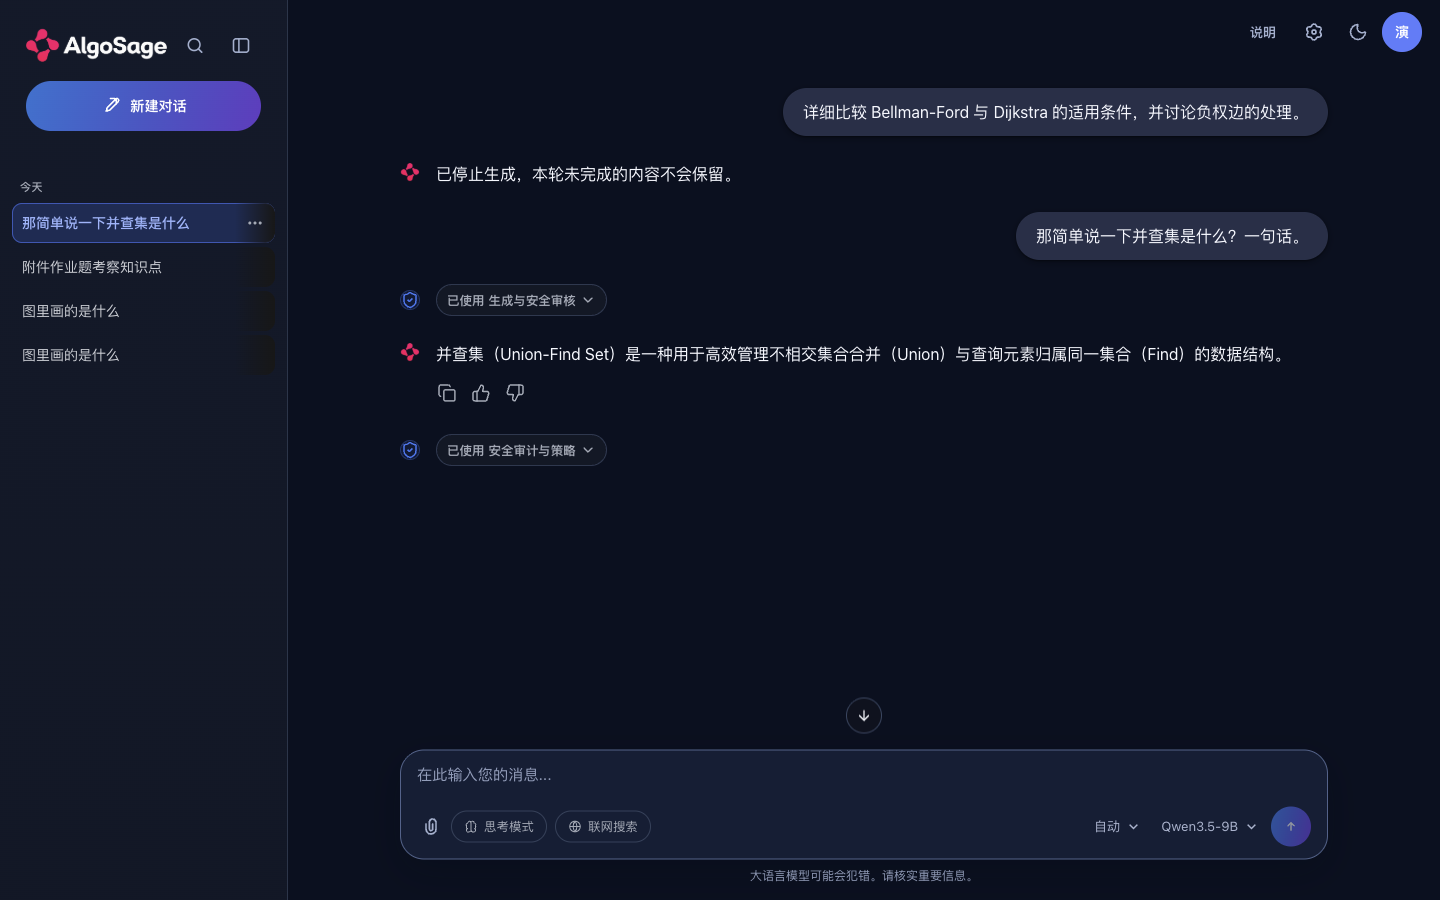 AlgoSage
新建对话
今天
那简单说一下并查集是什么
附件作业题考察知识点
图里画的是什么
图里画的是什么
说明
演
详细比较 Bellman-Ford 与 Dijkstra 的适用条件，并讨论负权边的处理。
已停止生成，本轮未完成的内容不会保留。
那简单说一下并查集是什么？一句话。
已使用 生成与安全审核
并查集（Union-Find Set）是一种用于高效管理不相交集合合并（Union）与查询元素归属同一集合（Find）的数据结构。
已使用 安全审计与策略
在此输入您的消息...
思考模式
联网搜索
自动
Qwen3.5-9B
大语言模型可能会犯错。请核实重要信息。